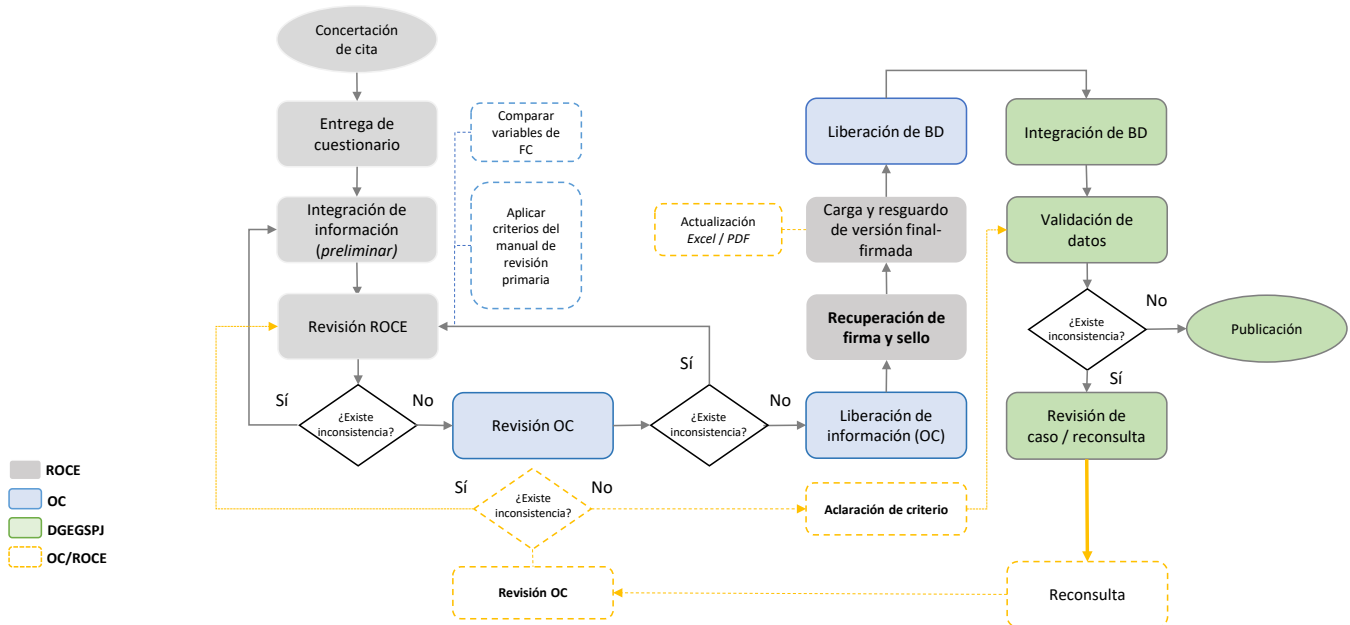 Concertación
de cita
Entrega de
cuestionario
Integración de
información
(preliminar)
Revisión ROCE
Comparar
variables de
FC
Aplicar
criterios del
manual de
revisión
primaria
Sí
¿Existe
inconsistencia?
No
Revisión OC
Sí
¿Existe
inconsistencia?
No
Liberación de
información (OC)
Recuperación de
firma y sello
Carga y resguardo
de versión final-
firmada
Actualización
Excel / PDF
Liberación de BD
Integración de BD
Validación de
datos
¿Existe
inconsistencia?
No
Publicación
Sí
Revisión de
caso / reconsulta
Reconsulta
Revisión OC
Sí
¿Existe
inconsistencia?
No
Aclaración de criterio
ROCE
OC
DGEGSPJ
OC/ROCE